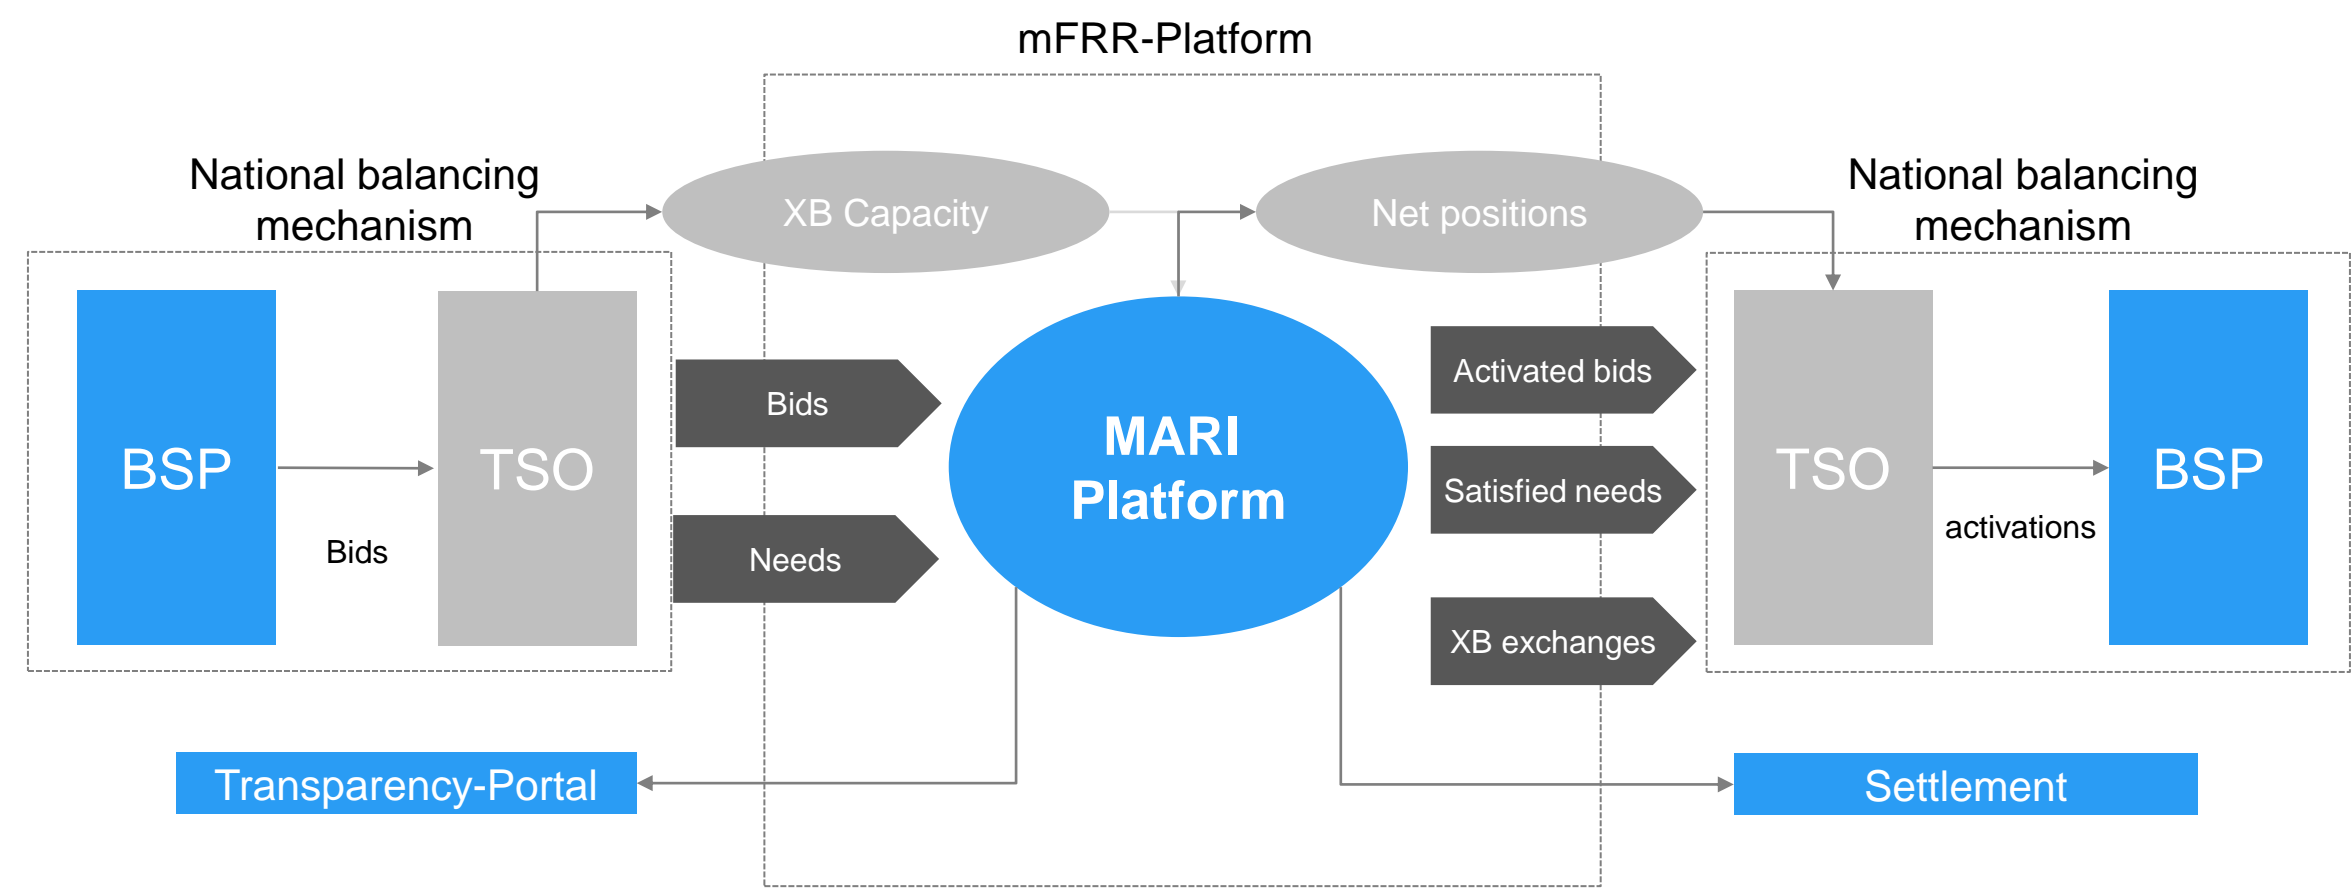 mFRR-Platform
National balancing
mechanism
XB Capacity
Net positions
National balancing
mechanism
BSP
Bids
TSO
Bids
Needs
MARI
Platform
Activated bids
Satisfied needs
XB exchanges
TSO
activations
BSP
Transparency-Portal
Settlement